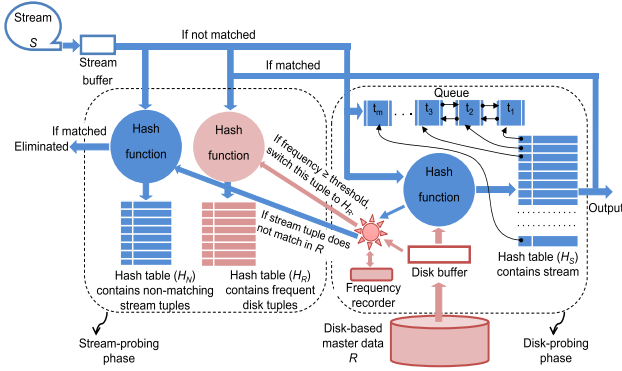 Stream
S
Stream
buffer
If not matched
If matched
Queue
tm
. . .
t3
t2
t1
If matched
Eliminated
Hash
function
Hash
function
If frequency ≥ threshold,
switch this tuple to HR.
If stream tuple does
not match in R
Hash
function
Output
Hash table (HN)
contains non-matching
stream tuples
Hash table (HR)
contains frequent
disk tuples
Frequency
recorder
Disk buffer
Hash table (HS)
contains stream
Stream-probing
phase
Disk-based
master data
R
Disk-probing
phase